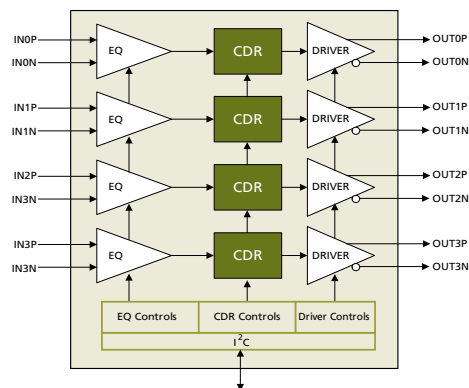 IN0P
IN0N
EQ
CDR
DRIVER
OUT0P
OUT0N
IN1P
IN1N
EQ
CDR
DRIVER
OUT1P
OUT1N
IN2P
IN3N
EQ
CDR
DRIVER
OUT2P
OUT2N
IN3P
IN3N
EQ
CDR
DRIVER
OUT3P
OUT3N
EQ Controls
CDR Controls
Driver Controls
I²C